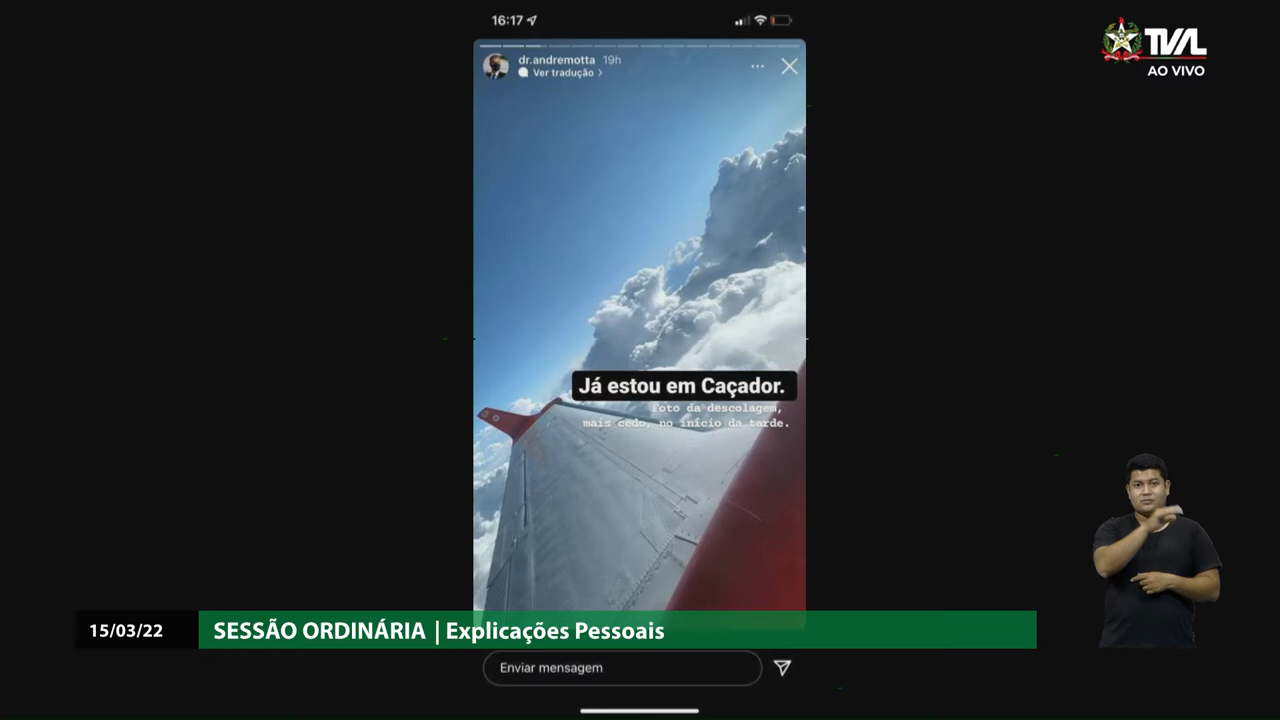 16:17
TVAL
AO VIVO
dr.andremotta 19h
Ver tradução
Já estou em Caçador.
Foto da descolagem,
mais cedo, no início da tarde.
15/03/22
SESSÃO ORDINÁRIA | Explicações Pessoais
Enviar mensagem